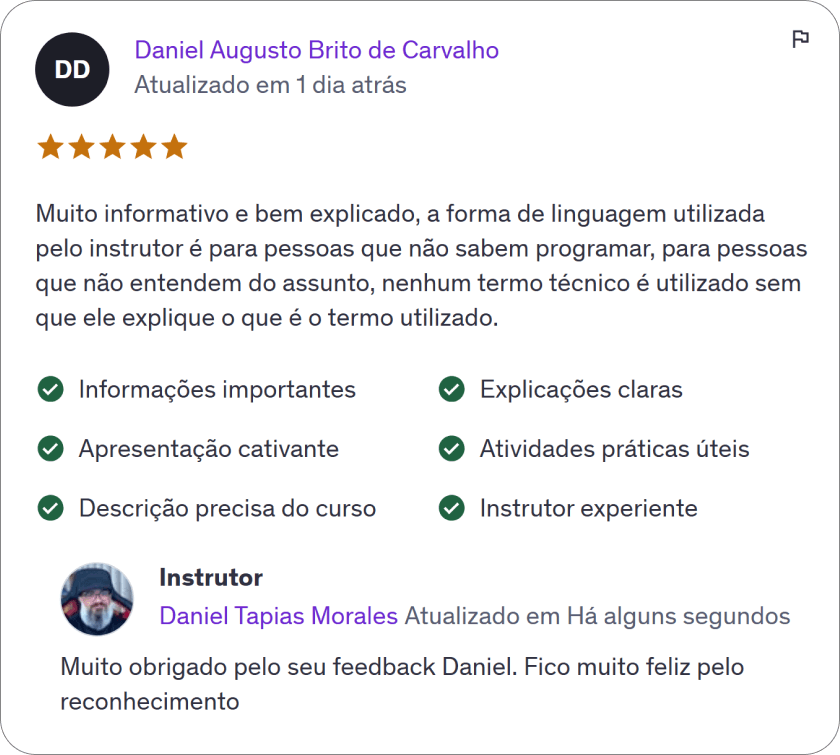 DD
Daniel Augusto Brito de Carvalho
Atualizado em 1 dia atrás
Muito informativo e bem explicado, a forma de linguagem utilizada
pelo instrutor é para pessoas que não sabem programar, para pessoas
que não entendem do assunto, nenhum termo técnico é utilizado sem
que ele explique o que é o termo utilizado.
Informações importantes
Explicações claras
Apresentação cativante
Atividades práticas úteis
Descrição precisa do curso
Instrutor experiente
Instrutor
Daniel Tapias Morales Atualizado em Há alguns segundos
Muito obrigado pelo seu feedback Daniel. Fico muito feliz pelo
reconhecimento